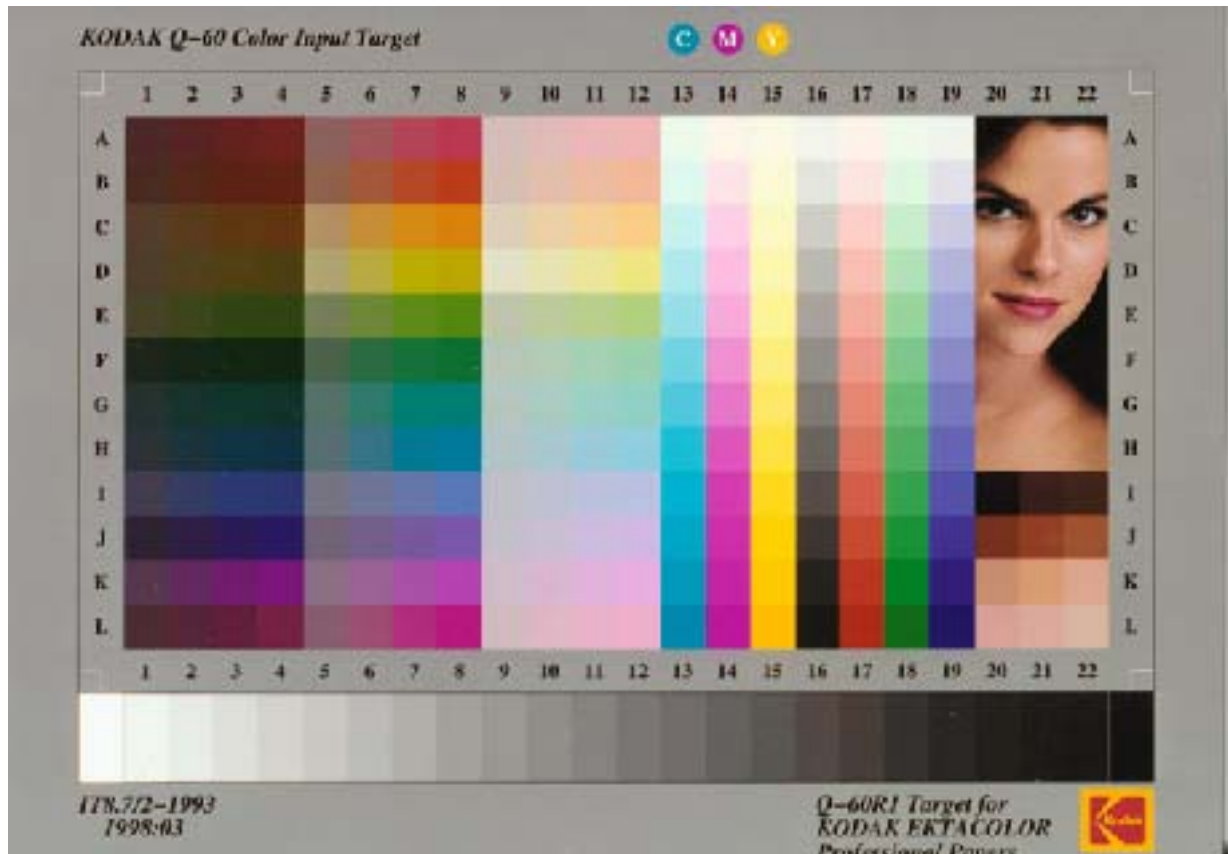 KODAK Q-60 Color Input Target
C M Y
1 2 3 4 5 6 7 8 9 10 11 12 13 14 15 16 17 18 19 20 21 22
A A
B B
C C
D D
E E
F F
G G
H H
I I
J J
K K
L L
1 2 3 4 5 6 7 8 9 10 11 12 13 14 15 16 17 18 19 20 21 22
IT8.7/2-1993
1998:03
Q-60R1 Target for
KODAK EKTACOLOR
Professional Papers
Kodak